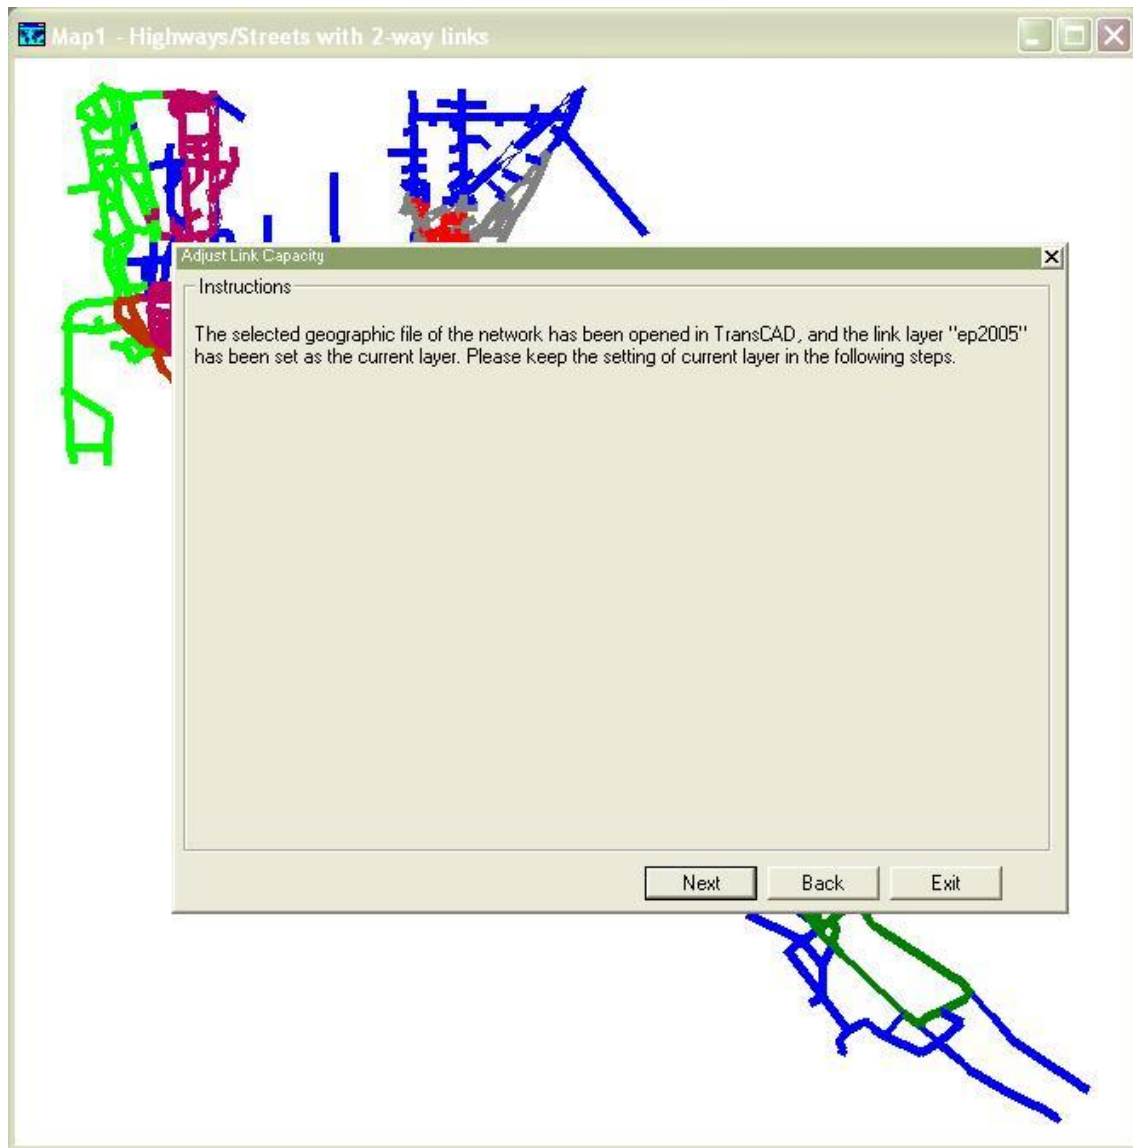 Map1 - Highways/Streets with 2-way links
Adjust Link Capacity
Instructions
The selected geographic file of the network has been opened in TransCAD, and the link layer "ep2005"
has been set as the current layer. Please keep the setting of current layer in the following steps.
Next Back Exit